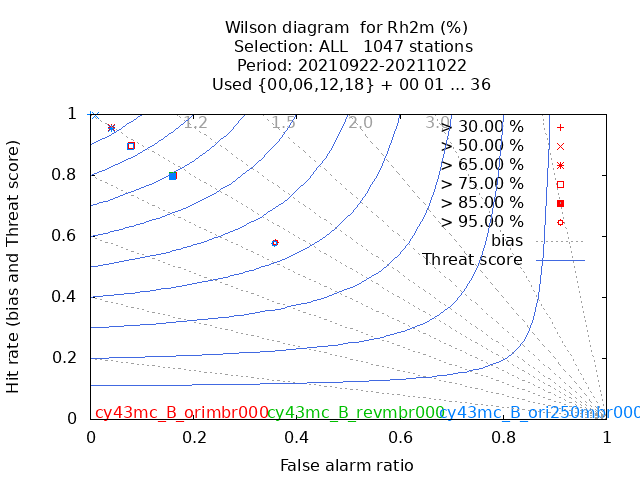 Wilson diagram  for Rh2m (%)
Selection: ALL   1047 stations
Period: 20210922-20211022
Used {00,06,12,18} + 00 01 ... 36
Hit rate (bias and Threat score)
1
0.8
0.6
0.4
0.2
0
1.2
1.5
2.0
3.0
> 30.00 %
> 50.00 %
> 65.00 %
> 75.00 %
> 85.00 %
> 95.00 %
bias
Threat score
cy43mc_B_orimbr000
cy43mc_B_revmbr000
cy43mc_B_ori250mbr000
0 0.2 0.4 0.6 0.8 1
False alarm ratio